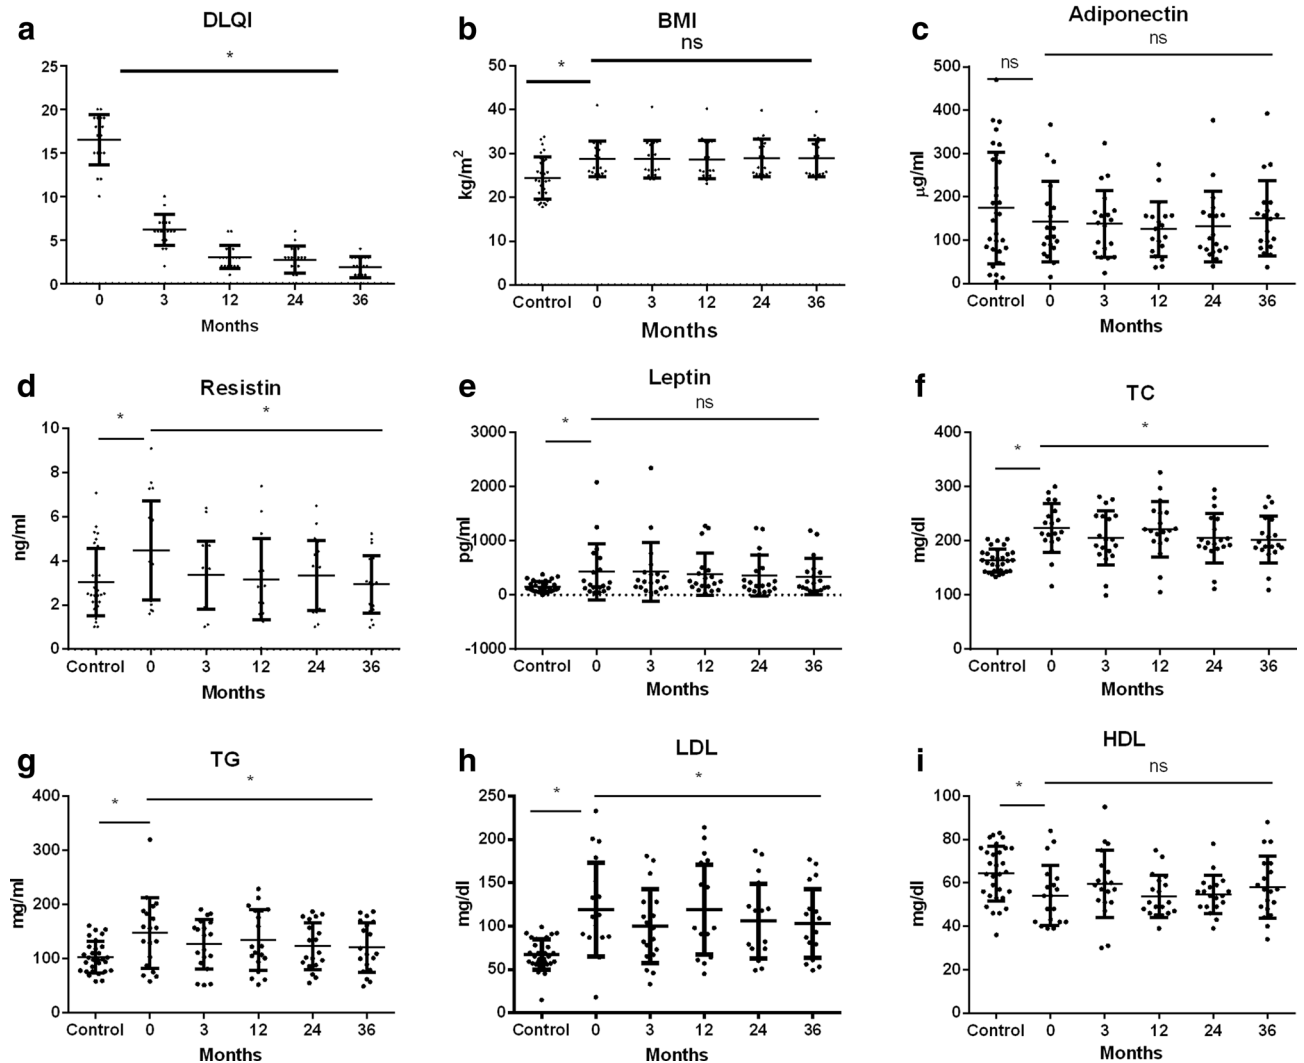 a
DLQI
*
25
20
15
10
5
0
0 3 12 24 36
Months
b
BMI
ns
*
kg/m2
50
40
30
20
10
0
Control 0 3 12 24 36
Months
c
Adiponectin
ns
ns
µg/ml
500
400
300
200
100
0
Control 0 3 12 24 36
Months
d
Resistin
*
*
ng/ml
10
8
6
4
2
0
Control 0 3 12 24 36
Months
e
Leptin
ns
*
pg/ml
3000
2000
1000
0
-1000
Control 0 3 12 24 36
Months
f
TC
*
*
mg/dl
400
300
200
100
0
Control 0 3 12 24 36
Months
g
TG
*
*
mg/ml
400
300
200
100
0
Control 0 3 12 24 36
Months
h
LDL
*
*
mg/dl
250
200
150
100
50
0
Control 0 3 12 24 36
Months
i
HDL
ns
*
mg/dl
100
80
60
40
20
0
Control 0 3 12 24 36
Months